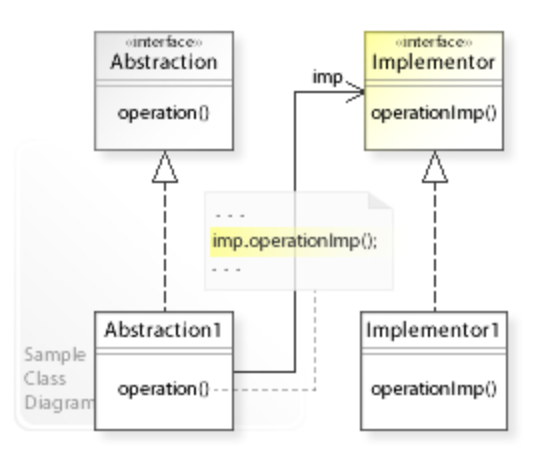 «interface»
Abstraction
operation()
«interface»
Implementor
operationImp()
imp
- - -
imp.operationImp();
- - -
Abstraction1
operation()
Implementor1
operationImp()
Sample
Class
Diagram